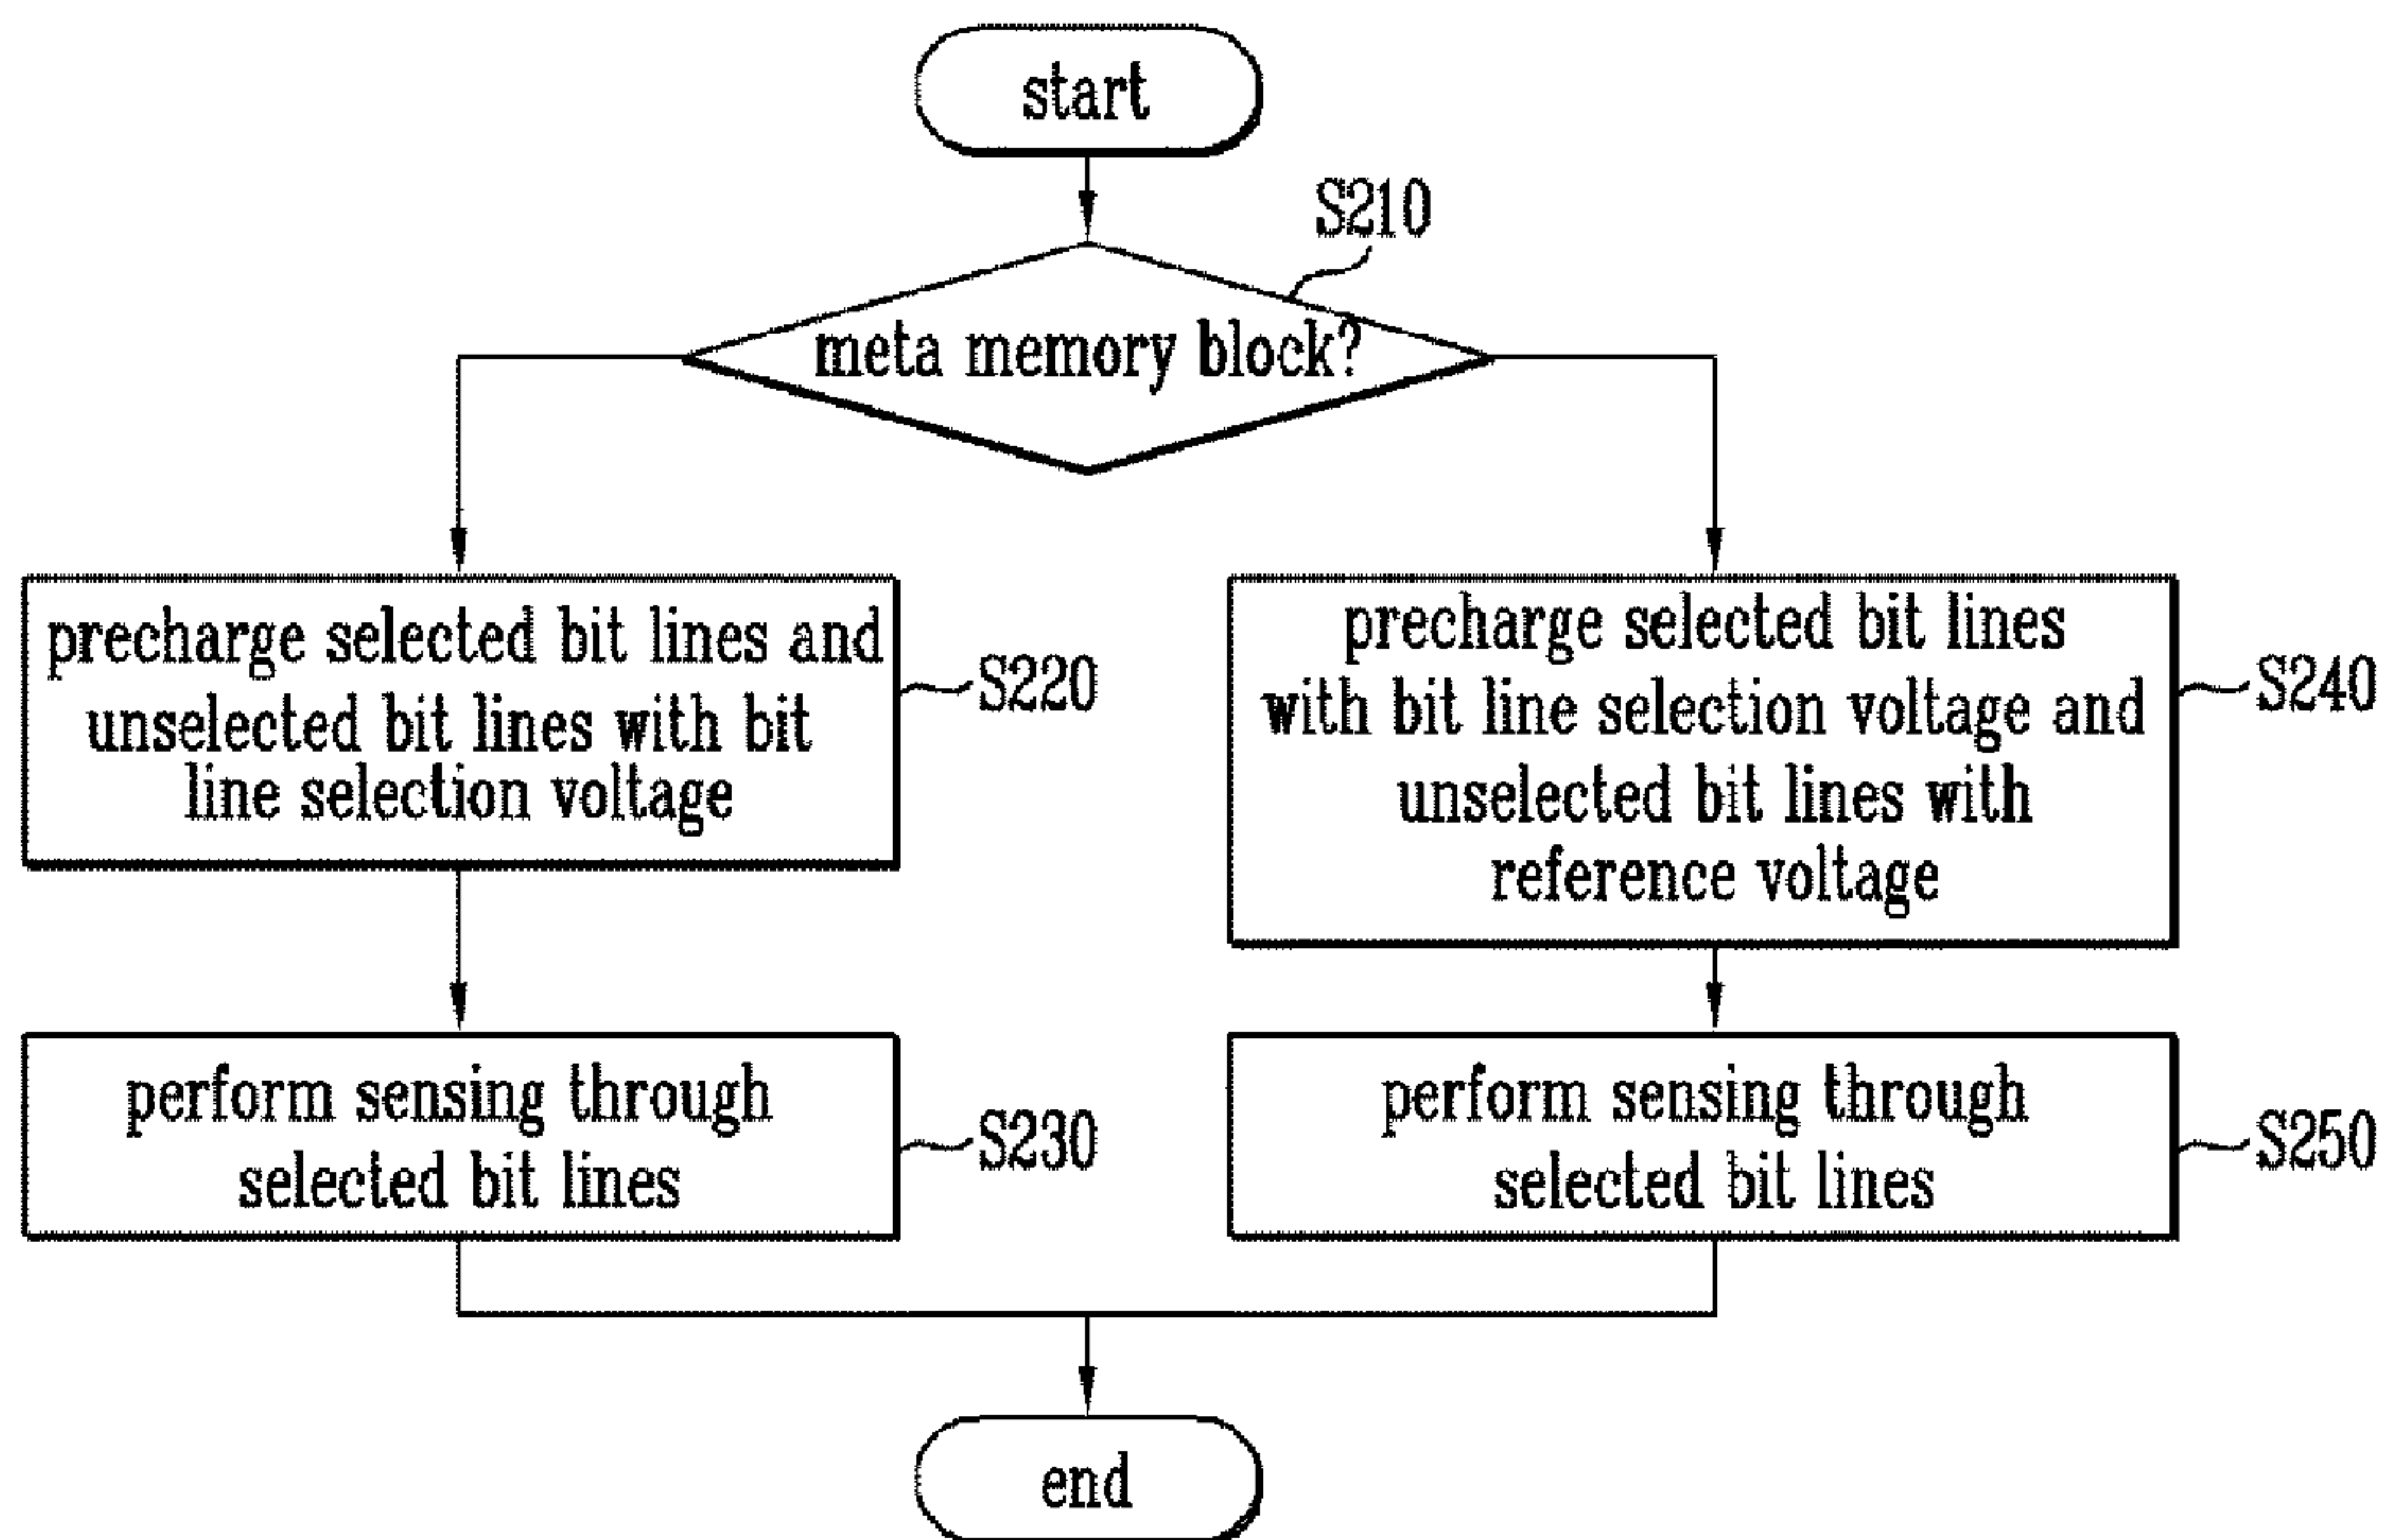 start
S210
meta memory block?
precharge selected bit lines and
unselected bit lines with bit
line selection voltage
S220
precharge selected bit lines
with bit line selection voltage and
unselected bit lines with
reference voltage
S240
perform sensing through
selected bit lines
S230
perform sensing through
selected bit lines
S250
end